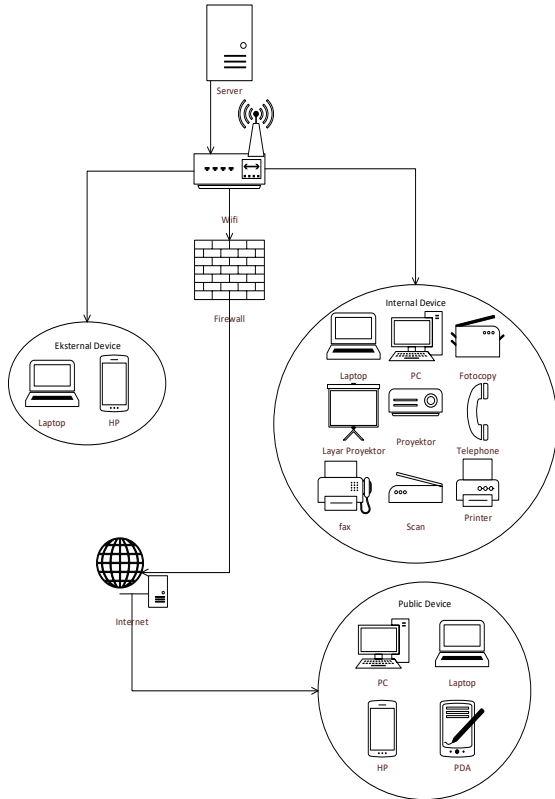 Server
Wifi
Firewall
Eksternal Device
Laptop
HP
Internal Device
Laptop
PC
Fotocopy
Layar Proyektor
Proyektor
Telephone
fax
Scan
Printer
Internet
Public Device
PC
Laptop
HP
PDA